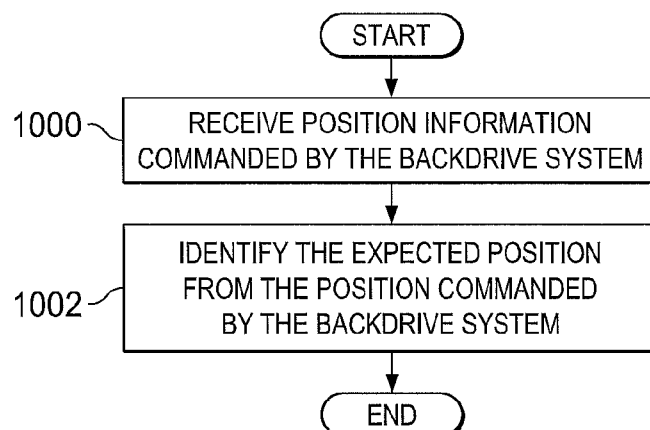 START
1000
RECEIVE POSITION INFORMATION
COMMANDED BY THE BACKDRIVE SYSTEM
1002
IDENTIFY THE EXPECTED POSITION
FROM THE POSITION COMMANDED
BY THE BACKDRIVE SYSTEM
END